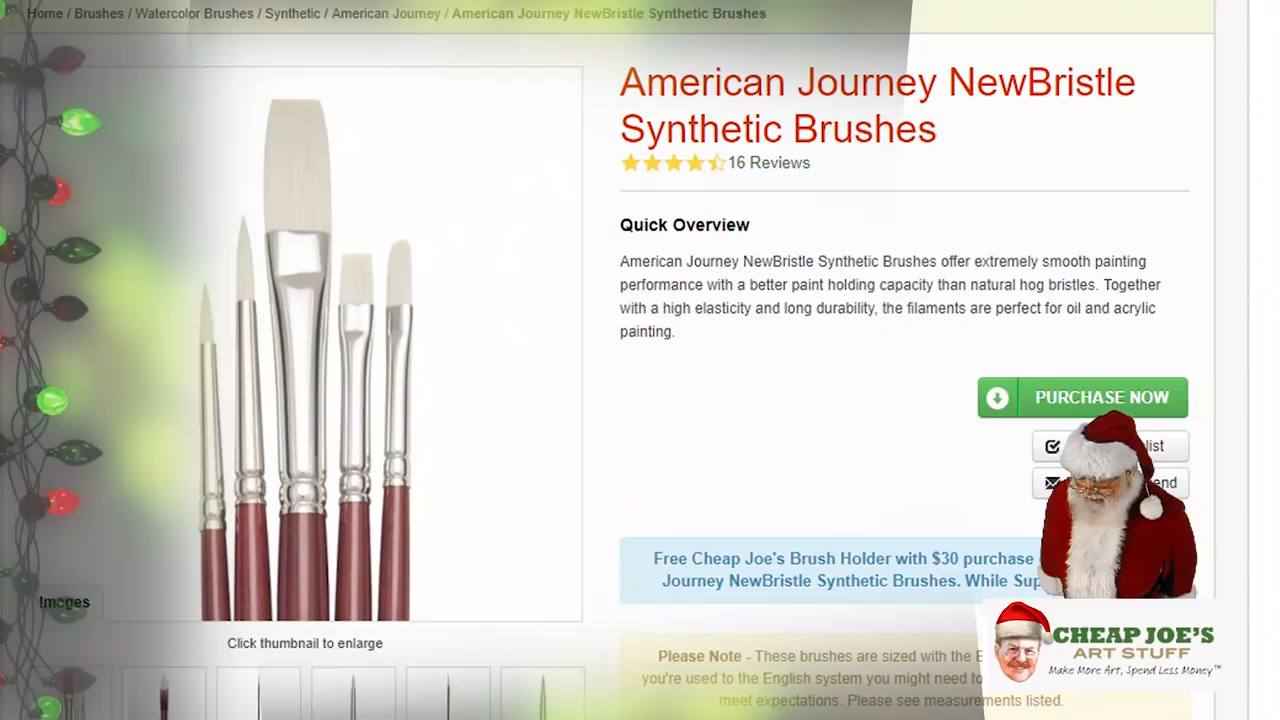 Home / Brushes / Watercolor Brushes / Synthetic / American Journey / American Journey NewBristle Synthetic Brushes
American Journey NewBristle
Synthetic Brushes
16 Reviews
Quick Overview
American Journey NewBristle Synthetic Brushes offer extremely smooth painting
performance with a better paint holding capacity than natural hog bristles. Together
with a high elasticity and long durability, the filaments are perfect for oil and acrylic
painting.
PURCHASE NOW
list
end
Free Cheap Joe's Brush Holder with $30 purchase
Journey NewBristle Synthetic Brushes. While Sup
Images
Click thumbnail to enlarge
Please Note - These brushes are sized with the E
you're used to the English system you might need to
meet expectations. Please see measurements listed.
CHEAP JOE'S
ART STUFF
Make More Art, Spend Less Money™